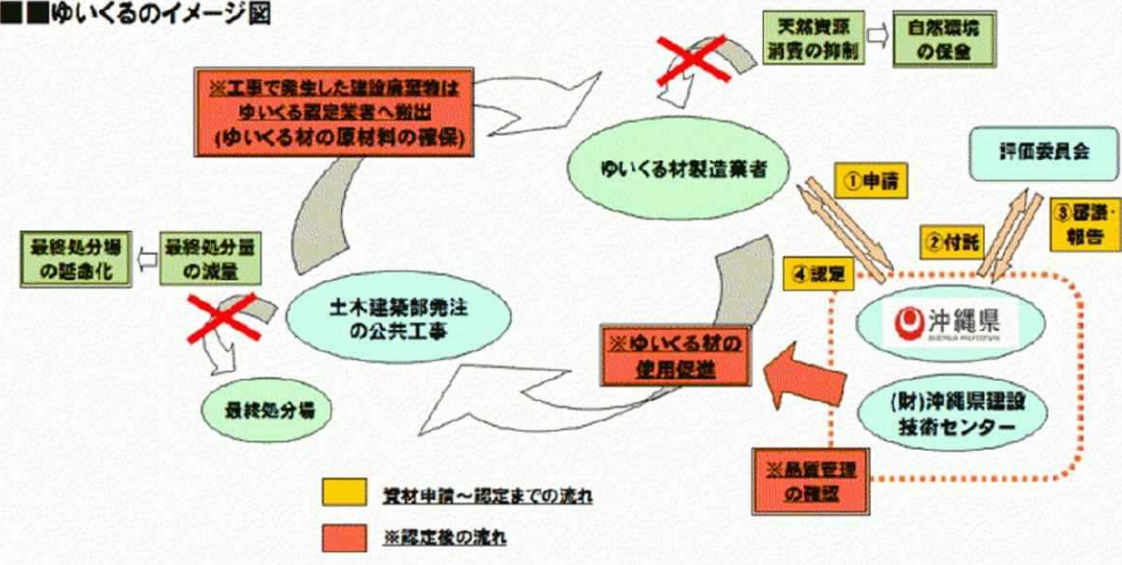 ■■ゆいくるのイメージ図
天然資源
消費の抑制
自然環境
の保全
※工事で発生した建設廃棄物は
ゆいくる認定業者へ搬出
(ゆいくる材の原材料の確保)
ゆいくる材製造業者
評価委員会
①申請
②付託
③審議・
報告
④認定
最終処分場
の延命化
最終処分量
の減量
土木建築部発注
の公共工事
※ゆいくる材の
使用促進
沖縄県
最終処分場
(財)沖縄県建設
技術センター
※品質管理
の確認
資材申請～認定までの流れ
※認定後の流れ